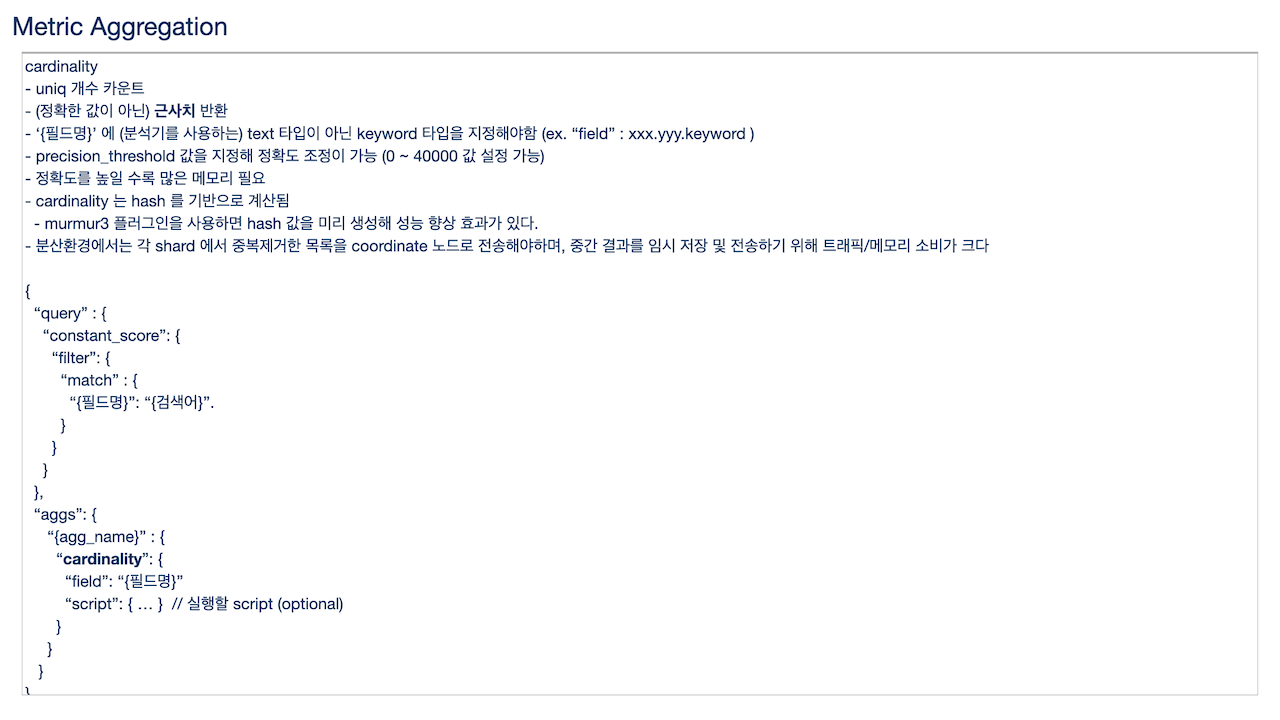 Metric Aggregation
cardinality
- uniq 개수 카운트
- (정확한 값이 아닌) 근사치 반환
- ‘{필드명}’ 에 (분석기를 사용하는) text 타입이 아닌 keyword 타입을 지정해야함 (ex. “field” : xxx.yyy.keyword )
- precision_threshold 값을 지정해 정확도 조정이 가능 (0 ~ 40000 값 설정 가능)
- 정확도를 높일 수록 많은 메모리 필요
- cardinality 는 hash 를 기반으로 계산됨
- murmur3 플러그인을 사용하면 hash 값을 미리 생성해 성능 향상 효과가 있다.
- 분산환경에서는 각 shard 에서 중복제거한 목록을 coordinate 노드로 전송해야하며, 중간 결과를 임시 저장 및 전송하기 위해 트래픽/메모리 소비가 크다
{
“query” : {
“constant_score”: {
“filter”: {
“match” : {
“{필드명}”: “{검색어}”.
}
}
}
},
“aggs”: {
“{agg_name}” : {
“cardinality”: {
“field”: “{필드명}”
“script”: { … } // 실행할 script (optional)
}
}
}
}